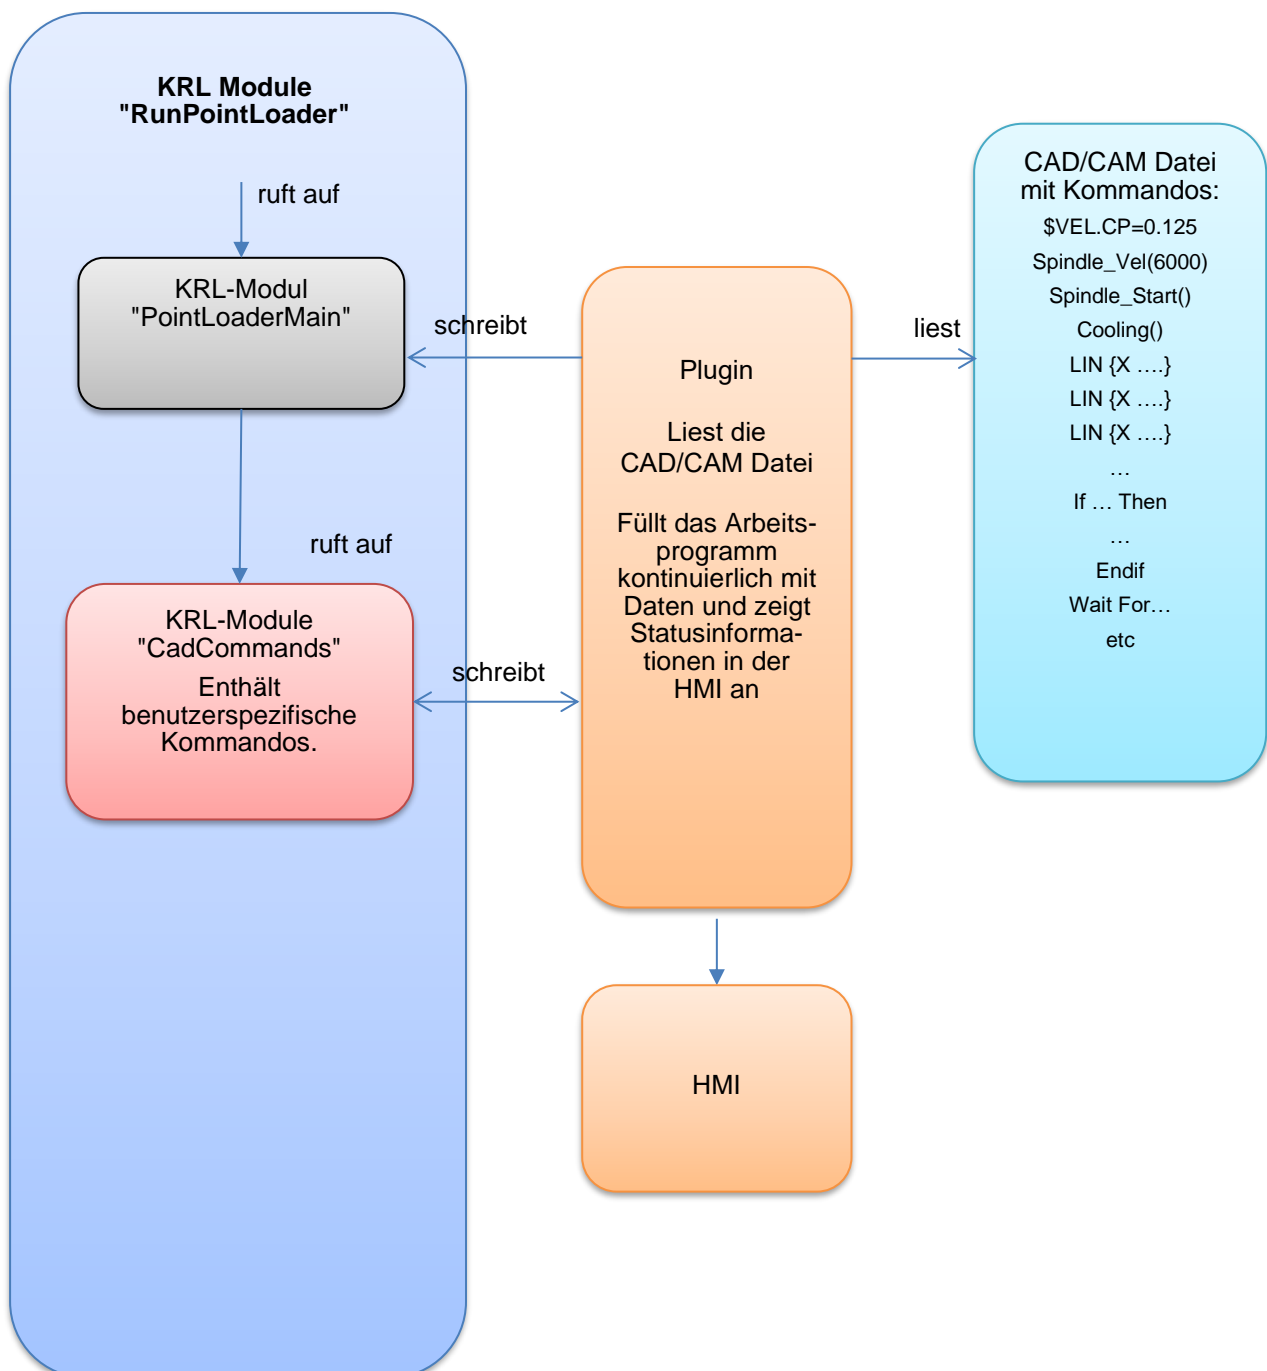 KRL Module
"RunPointLoader"
ruft auf
KRL-Modul
"PointLoaderMain"
ruft auf
KRL-Module
"CadCommands"
Enthält
benutzerspezifische
Kommandos.
schreibt
schreibt
Plugin
Liest die
CAD/CAM Datei
Füllt das Arbeits-
programm
kontinuierlich mit
Daten und zeigt
Statusinforma-
tionen in der
HMI an
HMI
liest
CAD/CAM Datei
mit Kommandos:
$VEL.CP=0.125
Spindle_Vel(6000)
Spindle_Start()
Cooling()
LIN {X ….}
LIN {X ….}
LIN {X ….}
…
If … Then
…
Endif
Wait For…
etc